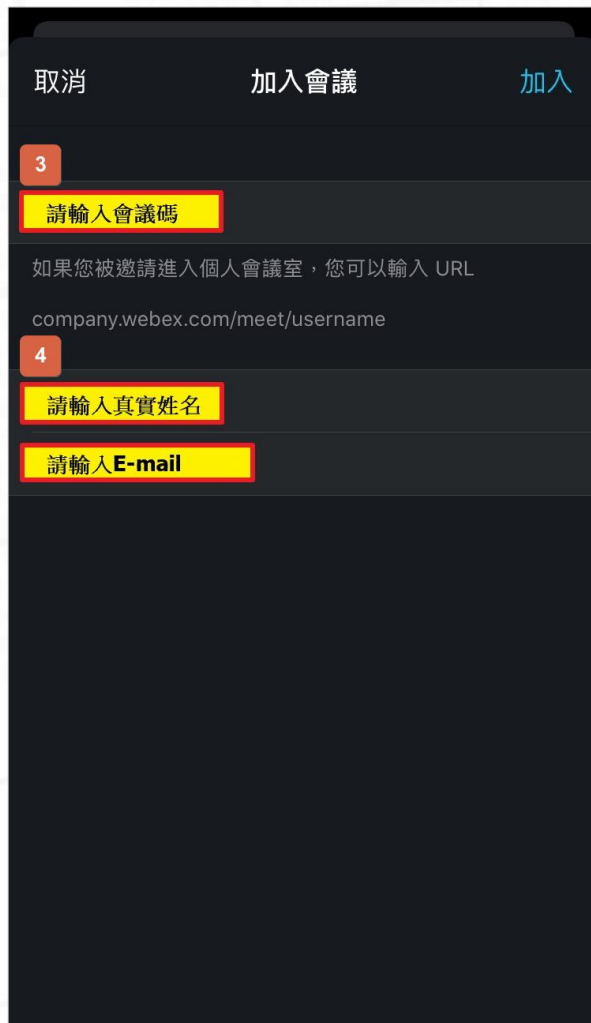 取消 加入會議 加入
3
請輸入會議碼
如果您被邀請進入個人會議室，您可以輸入 URL
company.webex.com/meet/username
4
請輸入真實姓名
請輸入E-mail